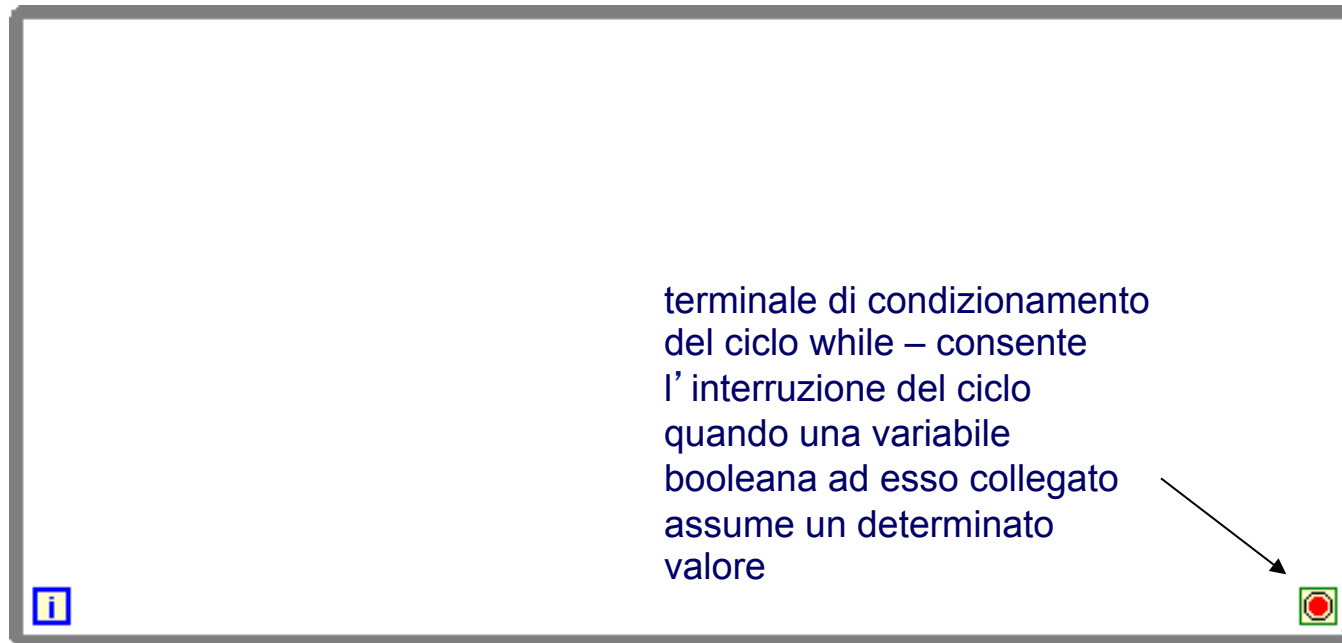 terminale di condizionamento
del ciclo while – consente
l’interruzione del ciclo
quando una variabile
booleana ad esso collegato
assume un determinato
valore
i